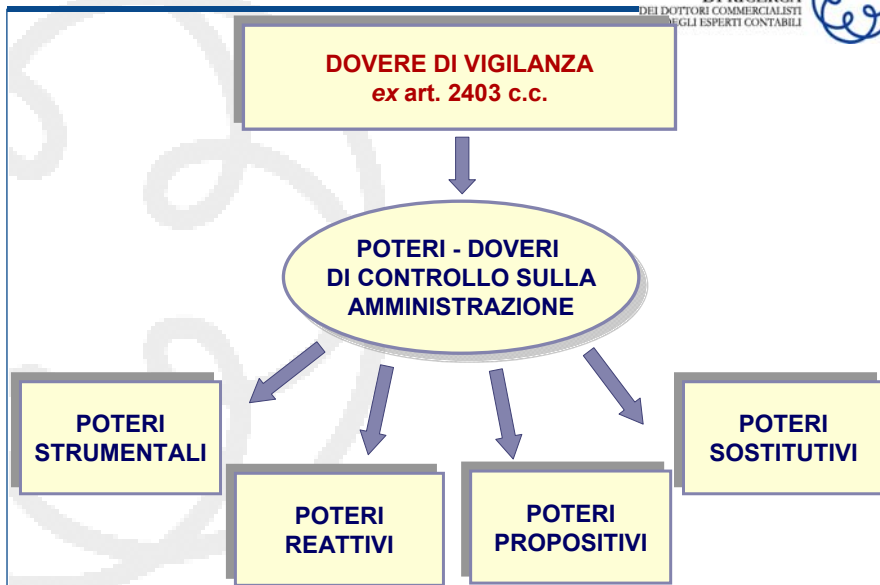 DEI DOTTORI COMMERCIALISTI
EGLI ESPERTI CONTABILI
DOVERE DI VIGILANZA
ex art. 2403 c.c.
POTERI - DOVERI
DI CONTROLLO SULLA
AMMINISTRAZIONE
POTERI
STRUMENTALI
POTERI
REATTIVI
POTERI
PROPOSITIVI
POTERI
SOSTITUTIVI